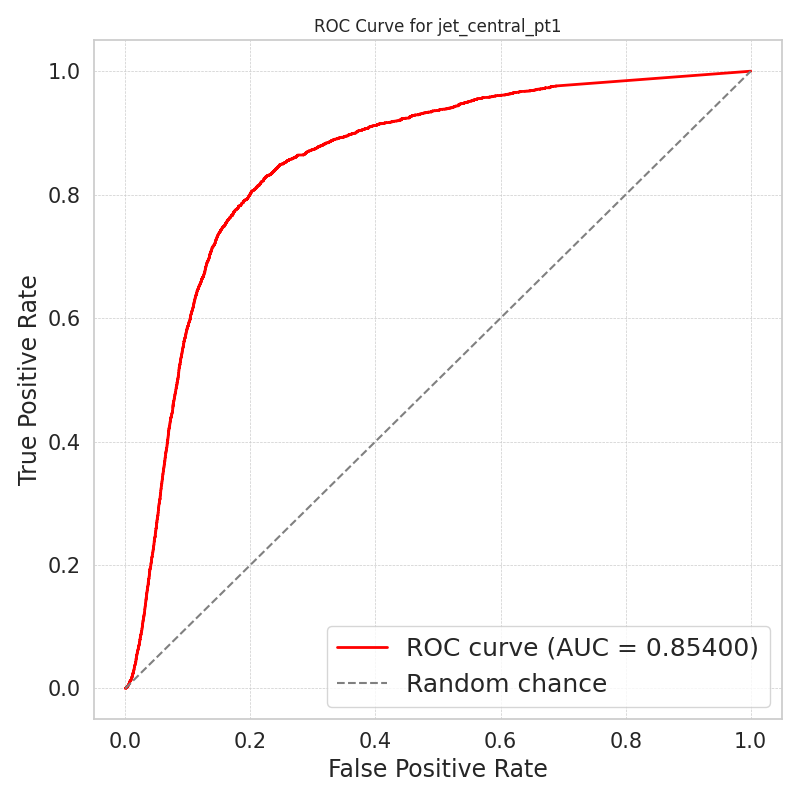 ROC Curve for jet_central_pt1
1.0
0.8
0.6
0.4
0.2
0.0
True Positive Rate
ROC curve (AUC = 0.85400)
Random chance
0.0 0.2 0.4 0.6 0.8 1.0
False Positive Rate